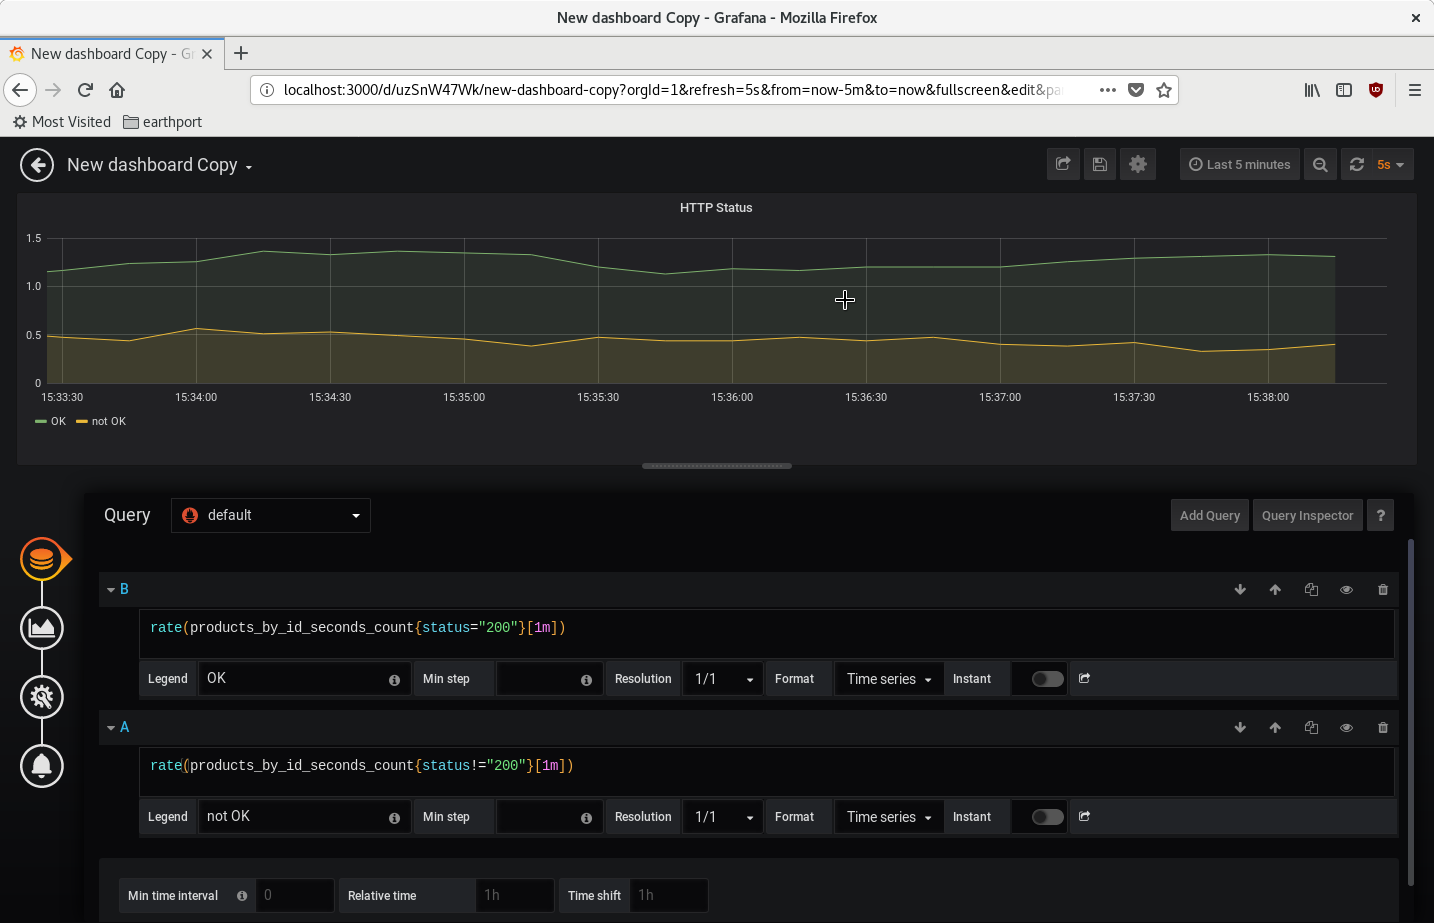 New dashboard Copy - Grafana - Mozilla Firefox
New dashboard Copy - Gr
localhost:3000/d/uzSnW47Wk/new-dashboard-copy?orgId=1&refresh=5s&from=now-5m&to=now&fullscreen&edit&pa
Most Visited earthport
New dashboard Copy Last 5 minutes 5s
HTTP Status
1.5
1.0
0.5
0
15:33:30 15:34:00 15:34:30 15:35:00 15:35:30 15:36:00 15:36:30 15:37:00 15:37:30 15:38:00
OK not OK
Query default Add Query Query Inspector ?
B
rate(products_by_id_seconds_count{status="200"}[1m])
Legend OK Min step Resolution 1/1 Format Time series Instant
A
rate(products_by_id_seconds_count{status!="200"}[1m])
Legend not OK Min step Resolution 1/1 Format Time series Instant
Min time interval 0 Relative time 1h Time shift 1h